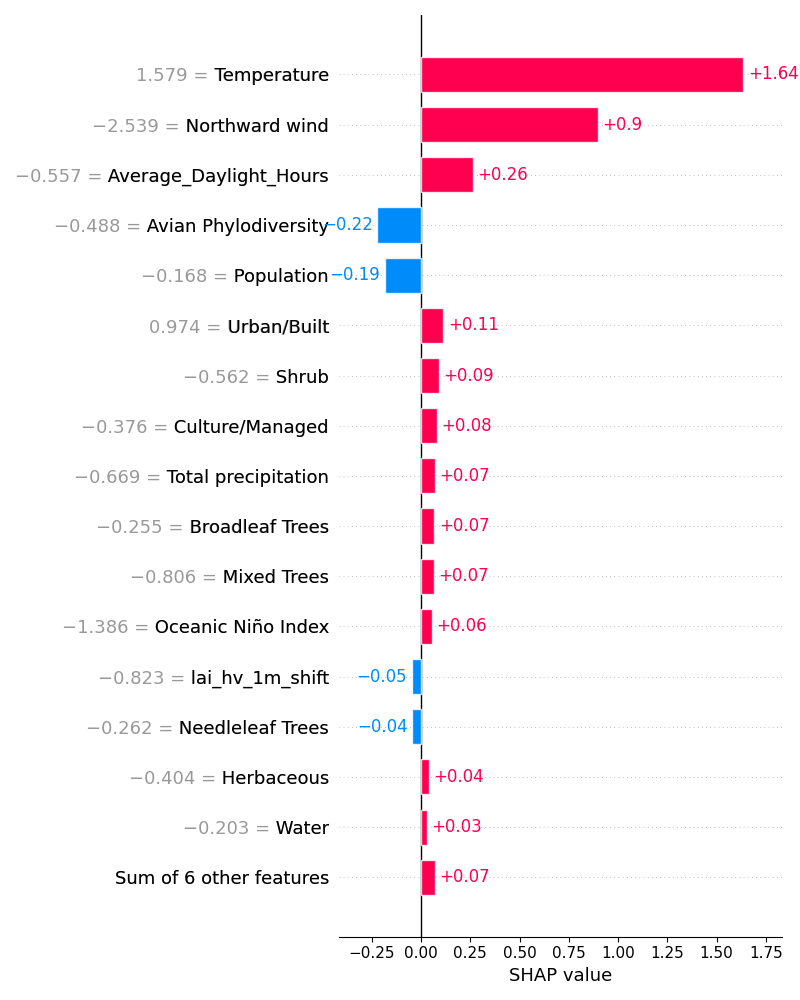 1.579 = Temperature +1.64
−2.539 = Northward wind +0.9
−0.557 = Average_Daylight_Hours +0.26
−0.488 = Avian Phylodiversity −0.22
−0.168 = Population −0.19
0.974 = Urban/Built +0.11
−0.562 = Shrub +0.09
−0.376 = Culture/Managed +0.08
−0.669 = Total precipitation +0.07
−0.255 = Broadleaf Trees +0.07
−0.806 = Mixed Trees +0.07
−1.386 = Oceanic Niño Index +0.06
−0.823 = lai_hv_1m_shift −0.05
−0.262 = Needleleaf Trees −0.04
−0.404 = Herbaceous +0.04
−0.203 = Water +0.03
Sum of 6 other features +0.07
−0.25 0.00 0.25 0.50 0.75 1.00 1.25 1.50 1.75
SHAP value